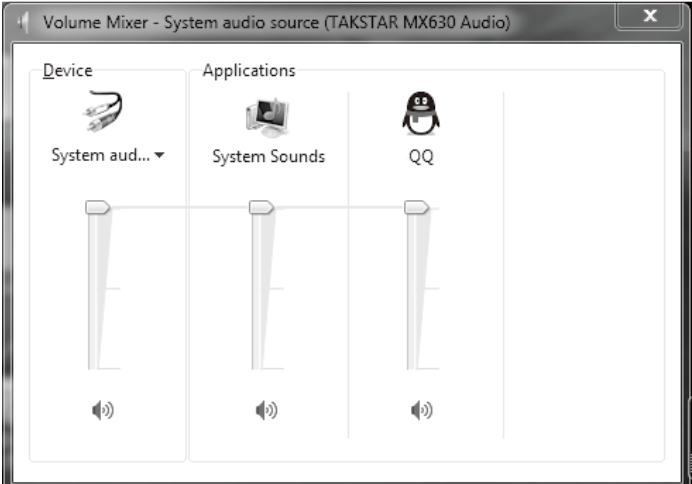 Volume Mixer - System audio source (TAKSTAR MX630 Audio)
x
Device
Applications
System aud...
System Sounds
QQ